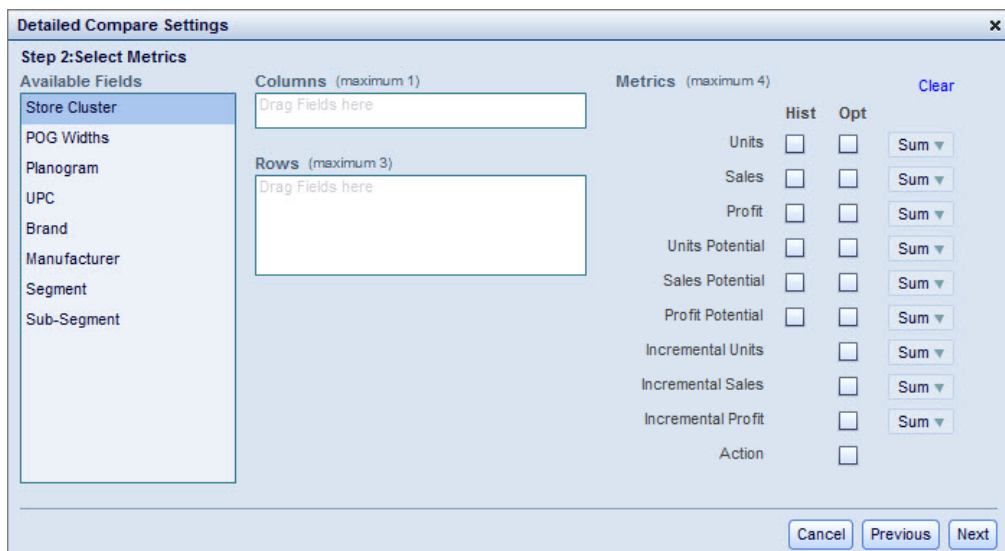 Detailed Compare Settings
Step 2:Select Metrics
Available Fields
Store Cluster
POG Widths
Planogram
UPC
Brand
Manufacturer
Segment
Sub-Segment
Columns (maximum 1)
Drag Fields here
Rows (maximum 3)
Drag Fields here
Metrics (maximum 4)
Clear
Hist Opt
Units Sum
Sales Sum
Profit Sum
Units Potential Sum
Sales Potential Sum
Profit Potential Sum
Incremental Units Sum
Incremental Sales Sum
Incremental Profit Sum
Action
Cancel Previous Next